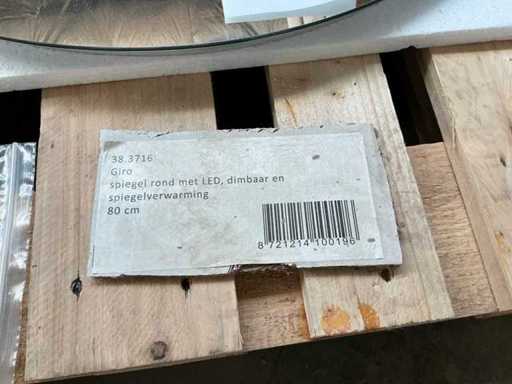 38.3716
Giro
spiegel rond met LED, dimbaar en
spiegelverwarming
80 cm
8 721214 100196